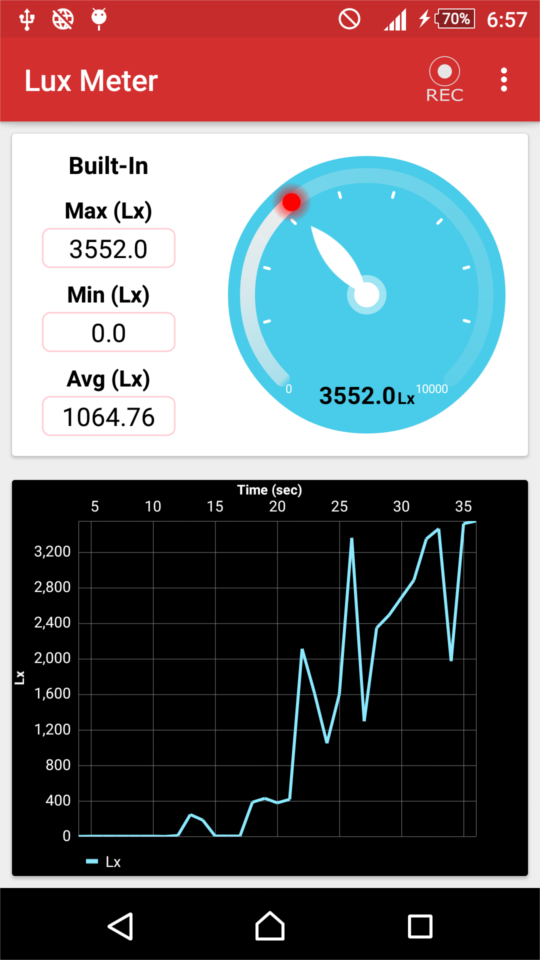 70% 6:57
Lux Meter
REC
Built-In
Max (Lx)
3552.0
Min (Lx)
0.0
Avg (Lx)
1064.76
0 10000
3552.0Lx
Time (sec)
5 10 15 20 25 30 35
3,200
2,800
2,400
2,000
1,600
1,200
800
400
0
Lx
Lx